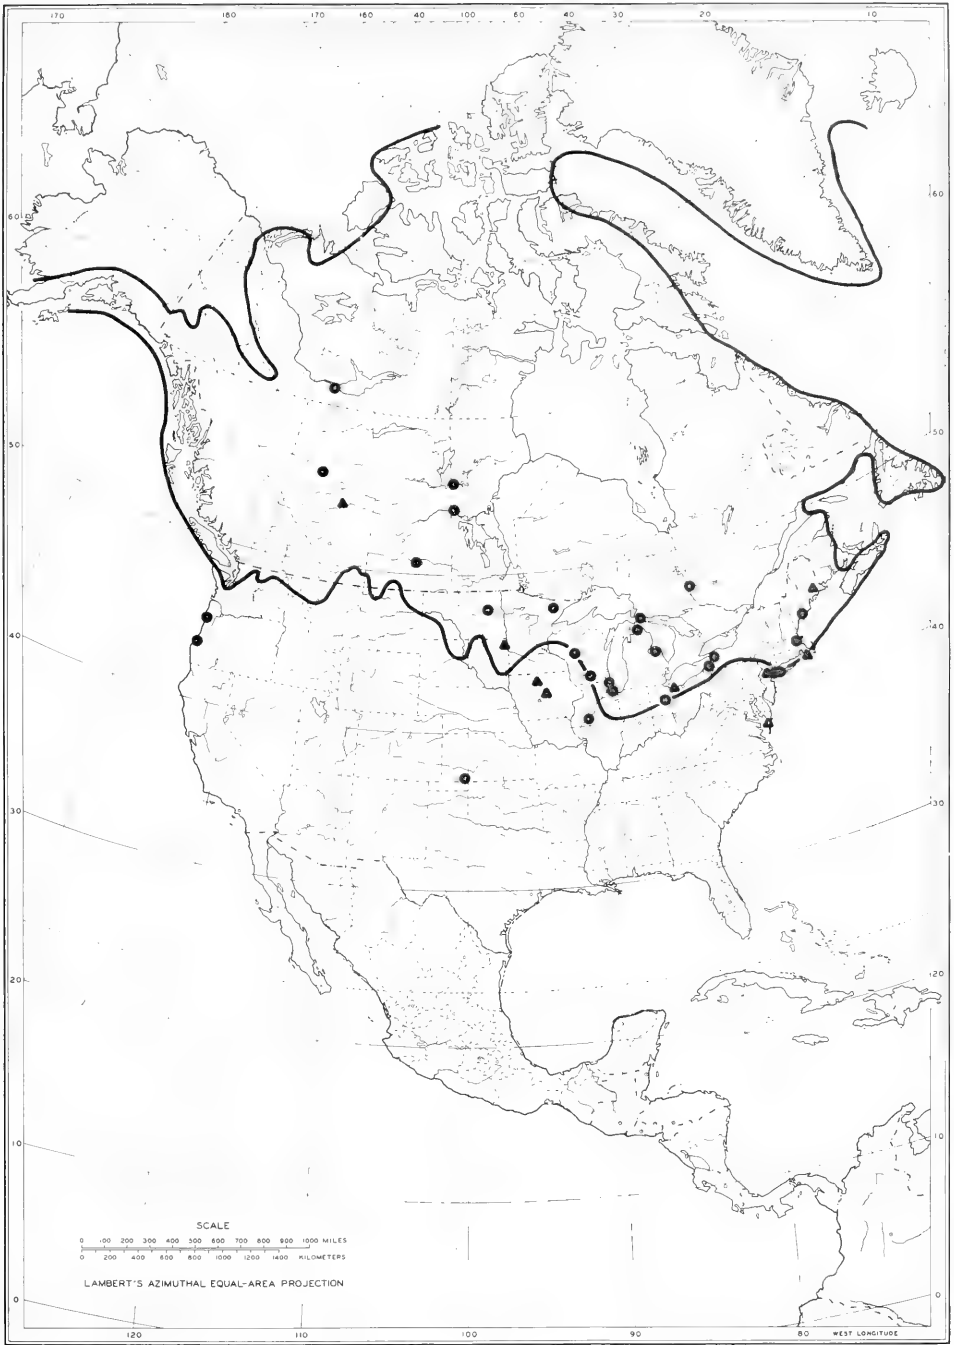 170 180 170 160 40 100 60 40 30 20 10
60 60
50 50
40 40
30 30
20 20
10 10
0 0
SCALE
0 100 200 300 400 500 600 700 800 900 1000 MILES
0 200 400 600 800 1000 1200 1400 KILOMETERS
LAMBERT'S AZIMUTHAL EQUAL-AREA PROJECTION
120 110 100 90 80 WEST LONGITUDE